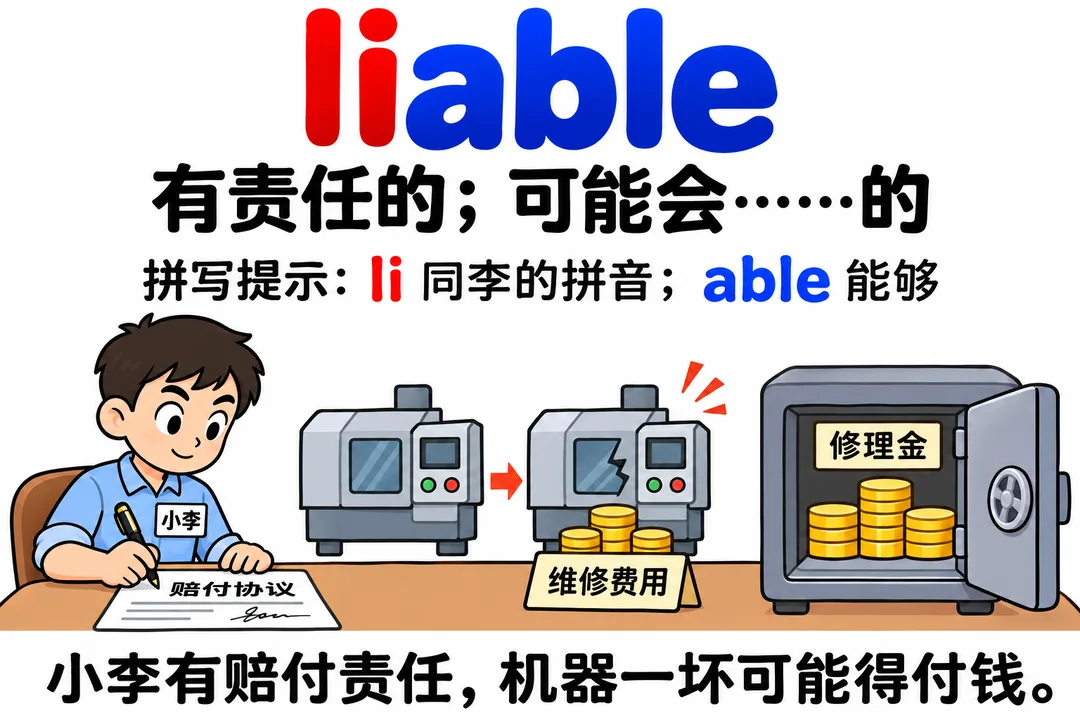 liable
有责任的；可能会……的
拼写提示：li 同李的拼音；able 能够
修理金
小李
赔付协议
维修费用
小李有赔付责任，机器一坏可能得付钱。